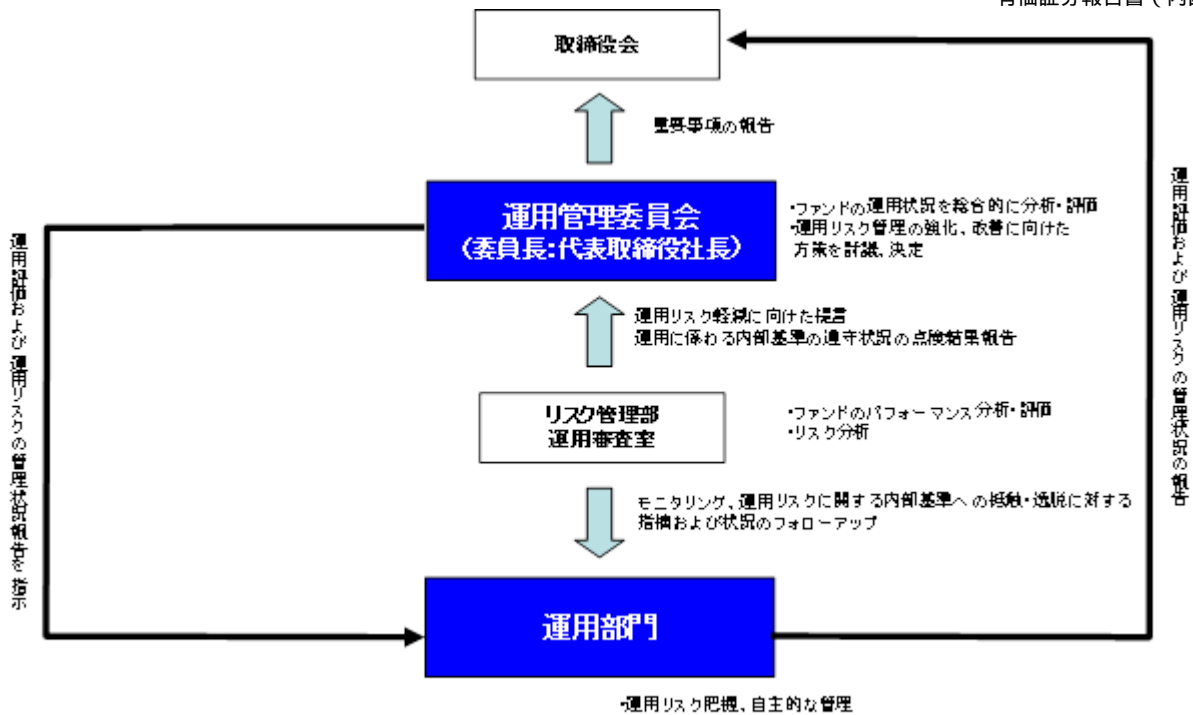 取締役会
重要事項の報告
運用管理委員会
(委員長:代表取締役社長)
・ファンドの運用状況を総合的に分析・評価
・運用リスク管理の強化、改善に向けた
方策を討議、決定
運用リスク軽減に向けた提言
運用に係わる内部基準の遵守状況の点検結果報告
リスク管理部
運用審査室
・ファンドのパフォーマンス分析・評価
・リスク分析
モニタリング、運用リスクに関する内部基準への抵触・逸脱に対する
指摘および状況のフォローアップ
運用部門
・運用リスク把握、自主的な管理
運用評価および運用リスクの管理状況報告を指示
運用評価および運用リスクの管理状況の報告